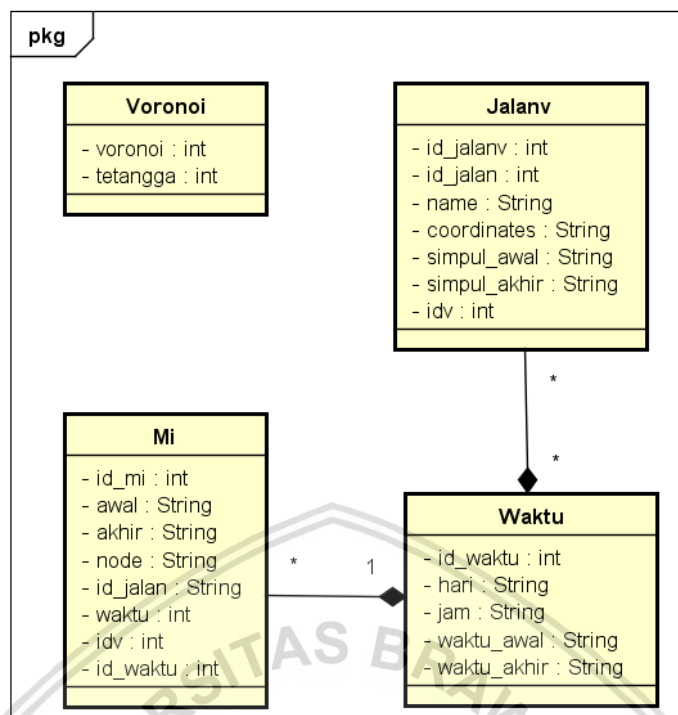 pkg
Voronoi
- voronoi : int
- tetangga : int
Jalanv
- id_jalanv : int
- id_jalan : int
- name : String
- coordinates : String
- simpul_awal : String
- simpul_akhir : String
- idv : int
*
*
Mi
- id_mi : int
- awal : String
- akhir : String
- node : String
- id_jalan : String
- waktu : int
- idv : int
- id_waktu : int
* 1
Waktu
- id_waktu : int
- hari : String
- jam : String
- waktu_awal : String
- waktu_akhir : String
RSITAS BRAW